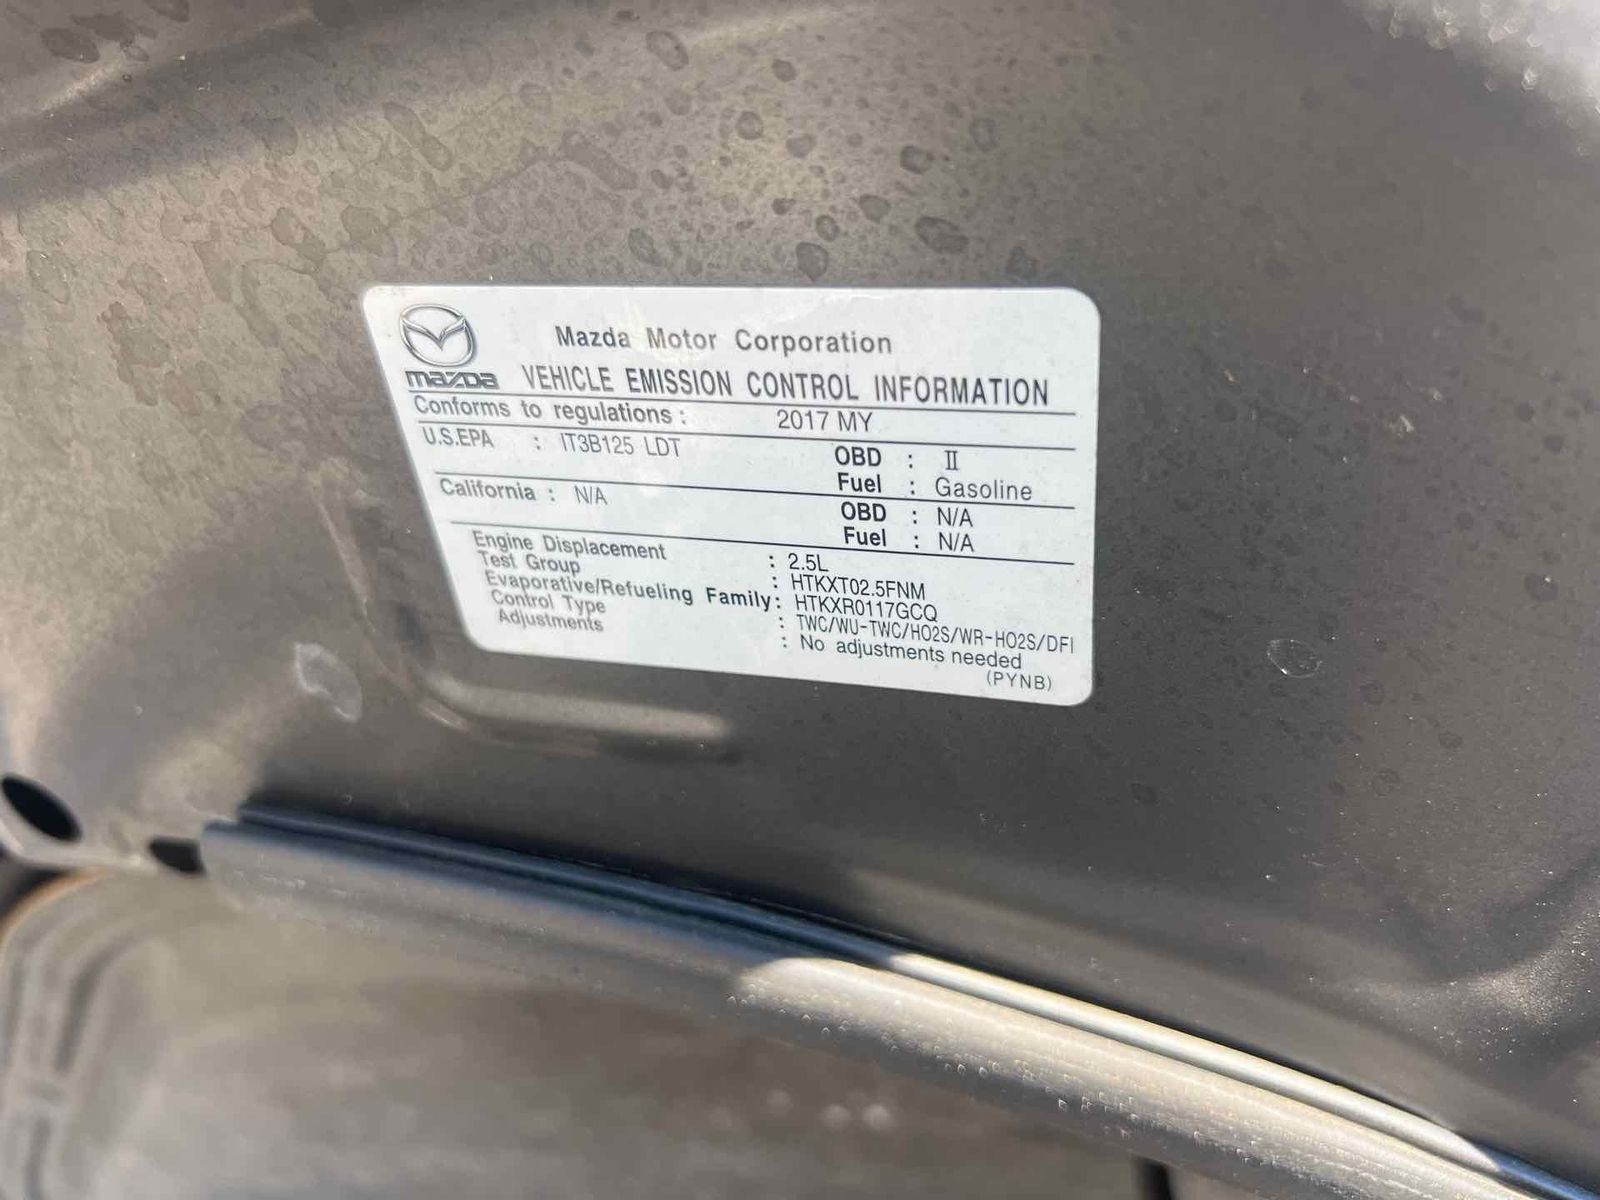 mazda
Mazda Motor Corporation
VEHICLE EMISSION CONTROL INFORMATION
Conforms to regulations : 2017 MY
U.S.EPA : IT3B125 LDT OBD : II
Fuel : Gasoline
California : N/A OBD : N/A
Fuel : N/A
Engine Displacement : 2.5L
Test Group : HTKXT02.5FNM
Evaporative/Refueling Family : HTKXR0117GCQ
Control Type : TWC/WU-TWC/HO2S/WR-HO2S/DFI
Adjustments : No adjustments needed
(PYNB)